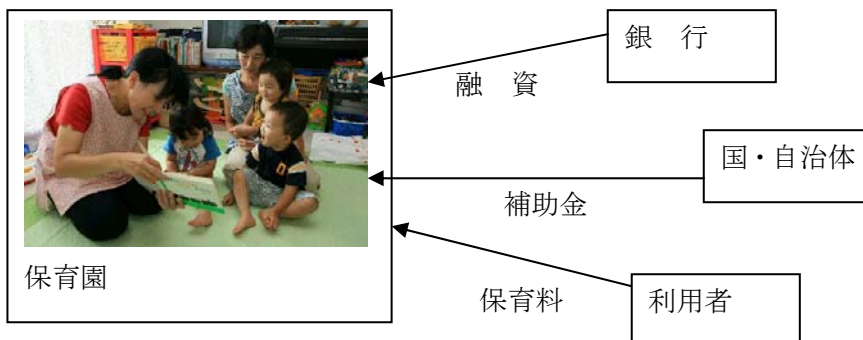 銀　行
融　資
国・自治体
補助金
保育園
保育料
利用者